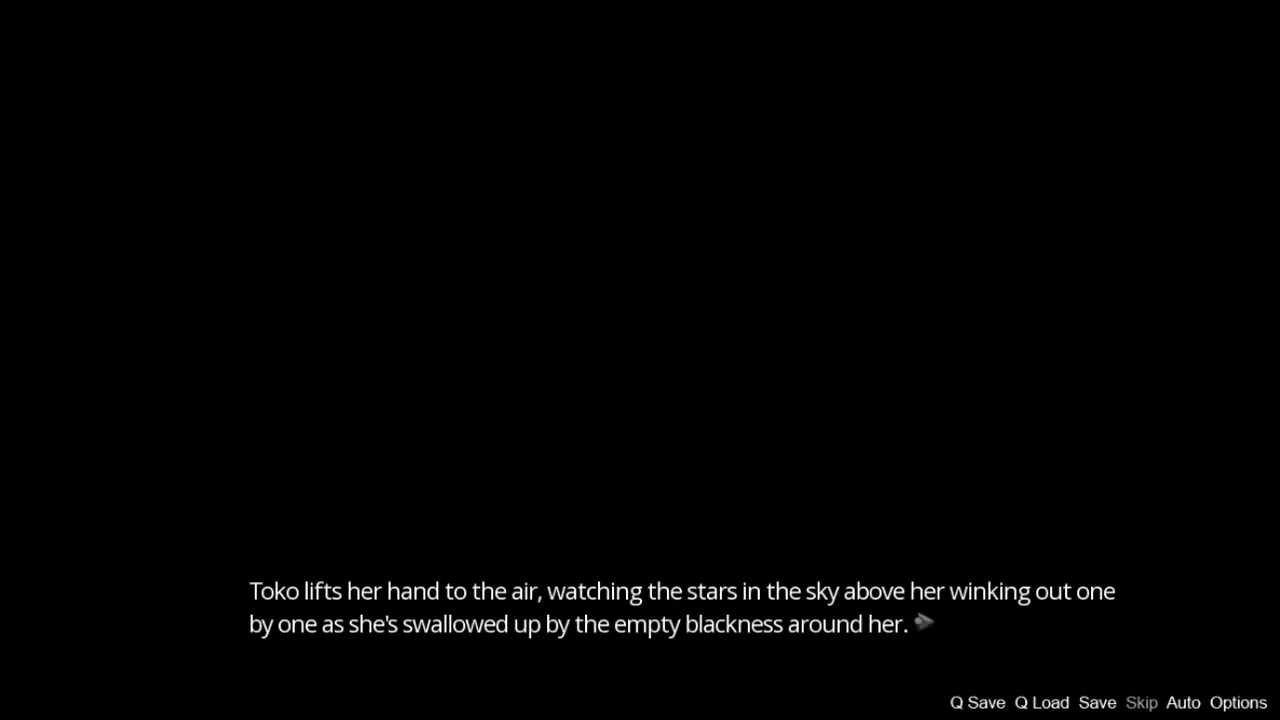 Toko lifts her hand to the air, watching the stars in the sky above her winking out one
by one as she's swallowed up by the empty blackness around her.
Q Save Q Load Save Skip Auto Options